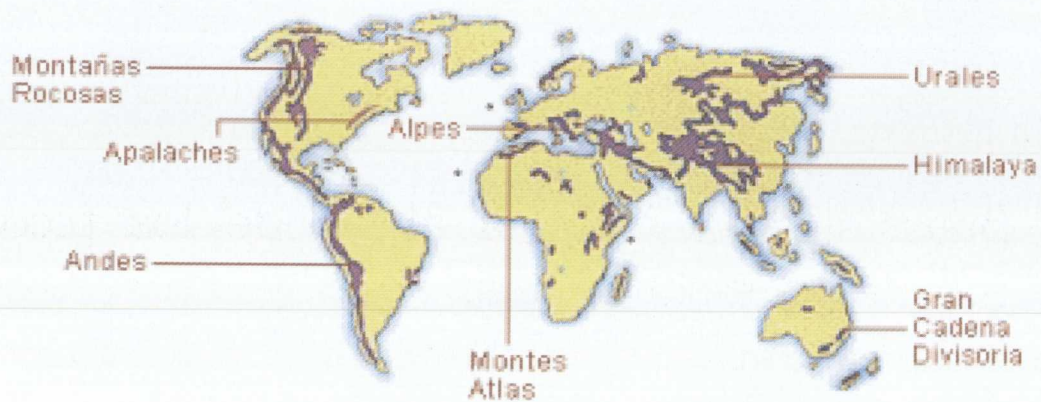 Montañas
Rocosas
Apalaches
Andes
Alpes
Montes
Atlas
Urales
Himalaya
Gran
Cadena
Divisoria